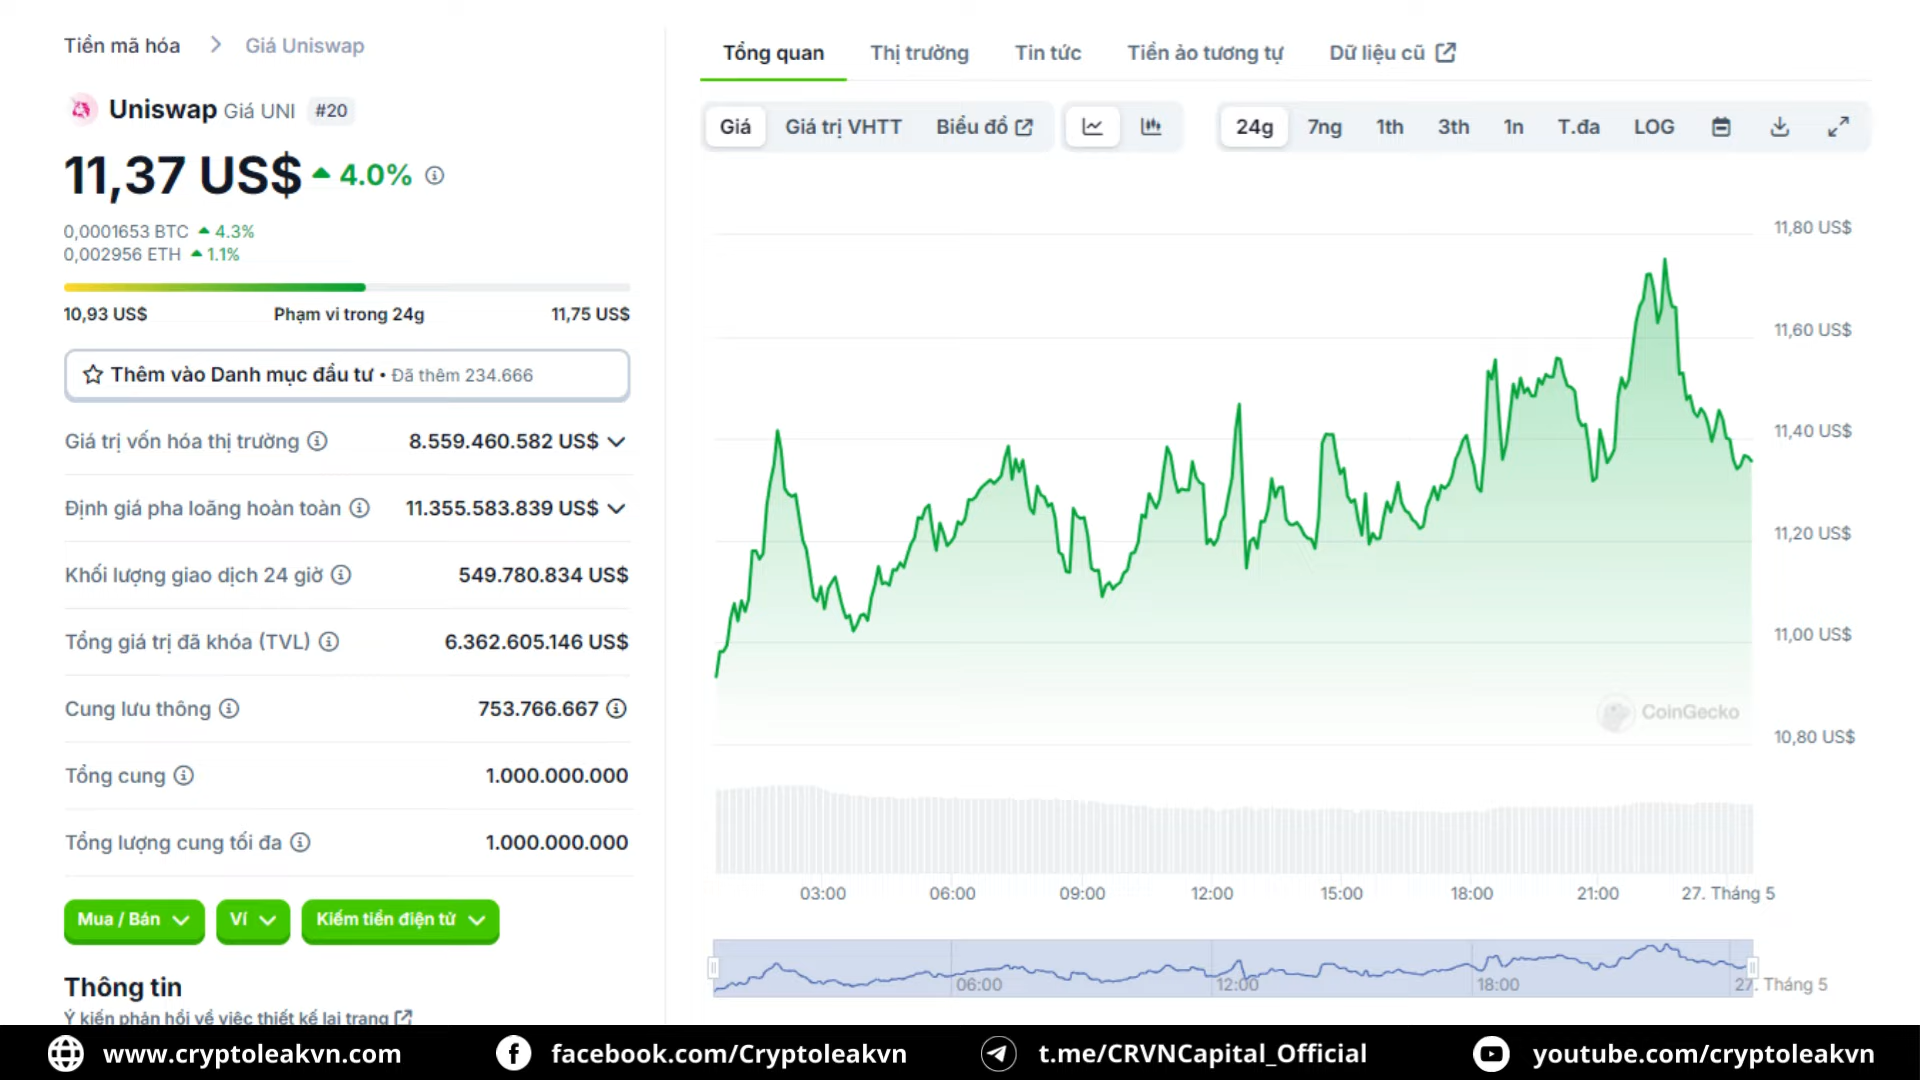 Tiền mã hóa > Giá Uniswap
Uniswap Giá UNI #20
11,37 US$ 4.0%
0,0001653 BTC 4.3%
0,002956 ETH 1.1%
10,93 US$ Phạm vi trong 24g 11,75 US$
Thêm vào Danh mục đầu tư • Đã thêm 234.666
Giá trị vốn hóa thị trường 8.559.460.582 US$
Định giá pha loãng hoàn toàn 11.355.583.839 US$
Khối lượng giao dịch 24 giờ 549.780.834 US$
Tổng giá trị đã khóa (TVL) 6.362.605.146 US$
Cung lưu thông 753.766.667
Tổng cung 1.000.000.000
Tổng lượng cung tối đa 1.000.000.000
Mua / Bán Ví Kiếm tiền điện tử
Thông tin
Ý kiến phản hồi về việc thiết kế lại trang
Tổng quan Thị trường Tin tức Tiền ảo tương tự Dữ liệu cũ
Giá Giá trị VHTT Biểu đồ 24g 7ng 1th 3th 1n T.đa LOG
11,80 US$
11,60 US$
11,40 US$
11,20 US$
11,00 US$
CoinGecko
10,80 US$
03:00 06:00 09:00 12:00 15:00 18:00 21:00 27. Tháng 5
06:00 12:00 18:00 27. Tháng 5
www.cryptoleakvn.com facebook.com/Cryptoleakvn t.me/CRVNCapital_Official youtube.com/cryptoleakvn